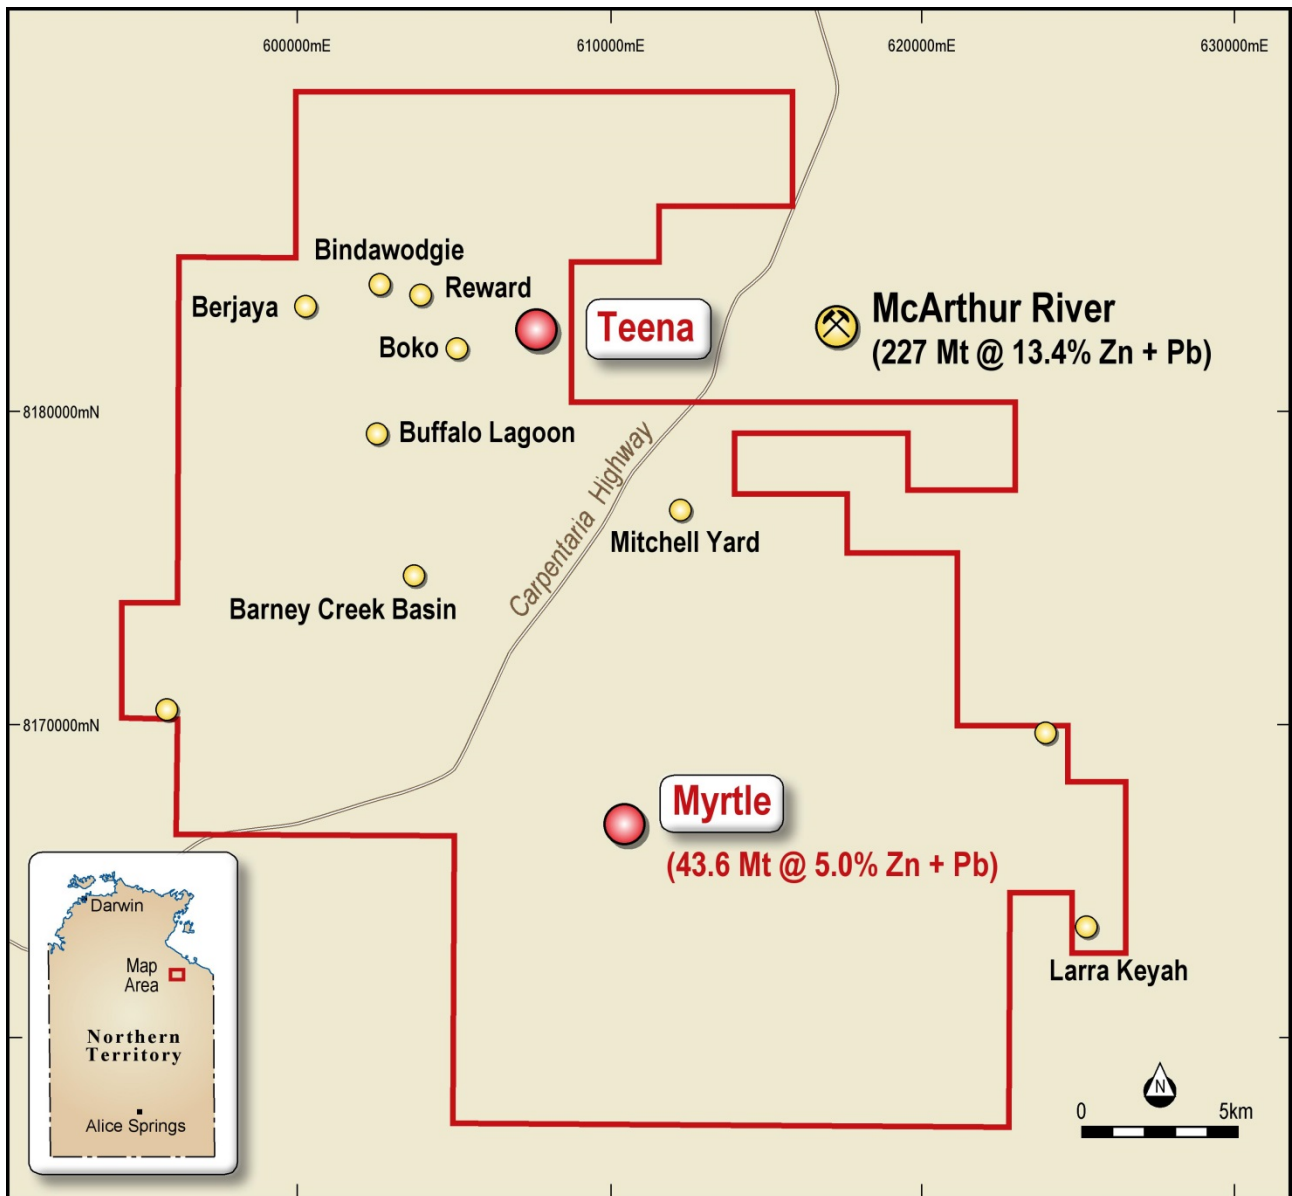 600000mE
610000mE
620000mE
630000mE
Bindawodgie
Reward
Berjaya
Teena
McArthur River
(227 Mt @ 13.4% Zn + Pb)
Boko
8180000mN
Buffalo Lagoon
Carpentaria Highway
Mitchell Yard
Barney Creek Basin
8170000mN
Myrtle
(43.6 Mt @ 5.0% Zn + Pb)
Darwin
Map
Area
Northern
Territory
Alice Springs
Larra Keyah
N
0
5km